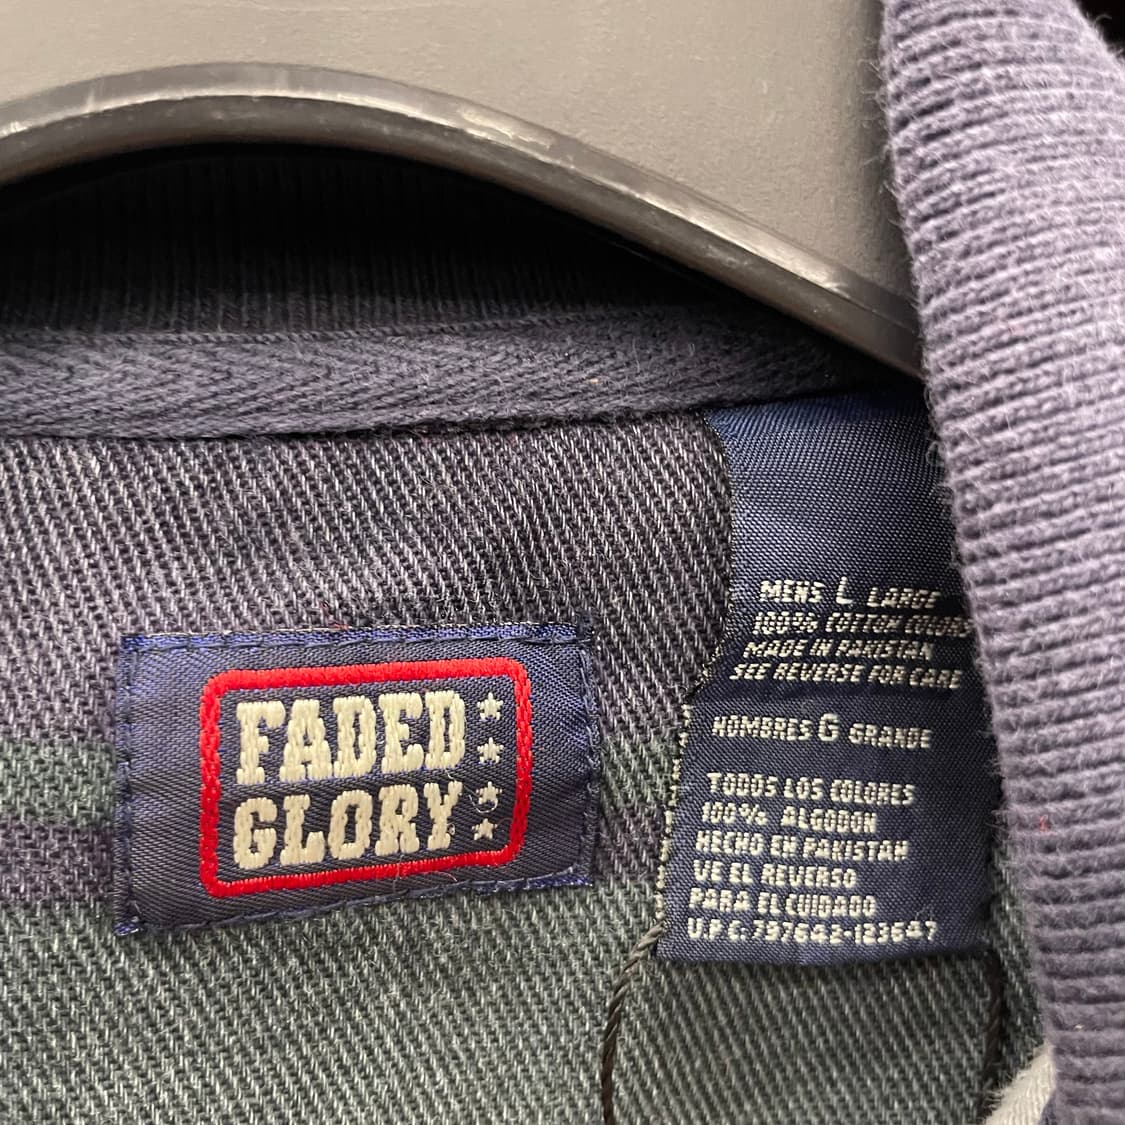 FADED
GLORY
MENS L LARGE
100% COTTON COLORS
MADE IN PAKISTAN
SEE REVERSE FOR CARE
HOMBRES G GRANDE
TODOS LOS COLORES
100% ALGODON
HECHO EN PAKISTAN
VE EL REVERSO
PARA EL CUIDADO
U.P.C. 797642-123647